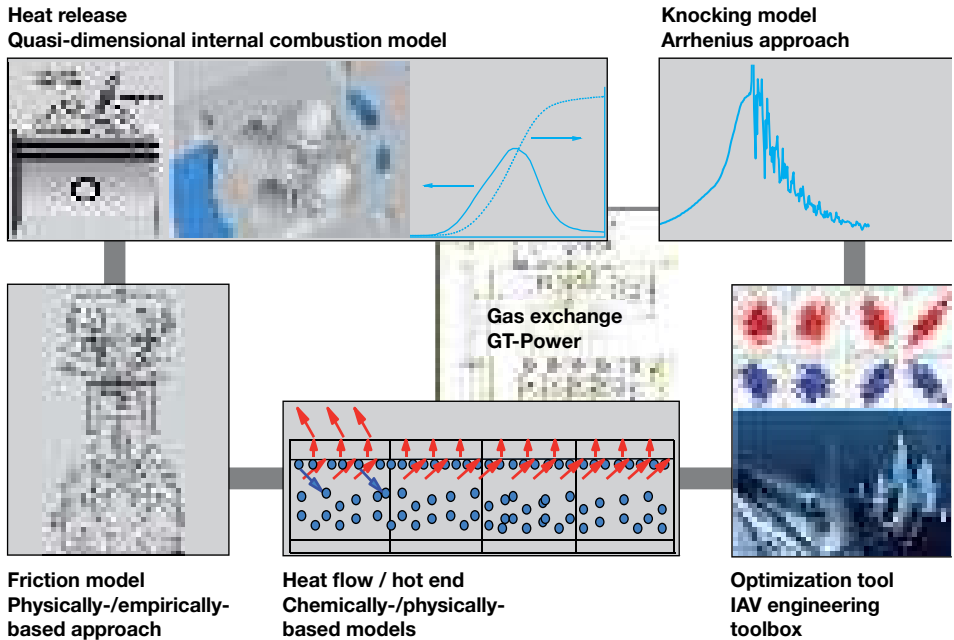 Heat release
Quasi-dimensional internal combustion model
Knocking model
Arrhenius approach
Gas exchange
GT-Power
Friction model
Physically-/empirically-
based approach
Heat flow / hot end
Chemically-/physically-
based models
Optimization tool
IAV engineering
toolbox